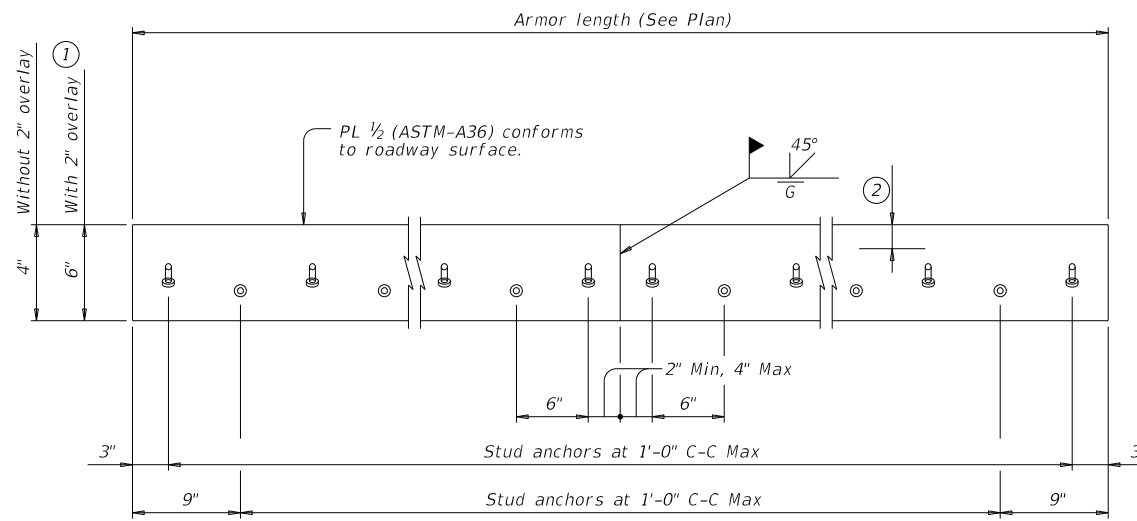 Armor length (See Plan)
Without 2" overlay
1
With 2" overlay
PL ½ (ASTM-A36) conforms
to roadway surface.
45°
G
2
4"
6"
2" Min, 4" Max
6"
6"
3"
Stud anchors at 1'-0" C-C Max
3
9"
Stud anchors at 1'-0" C-C Max
9"